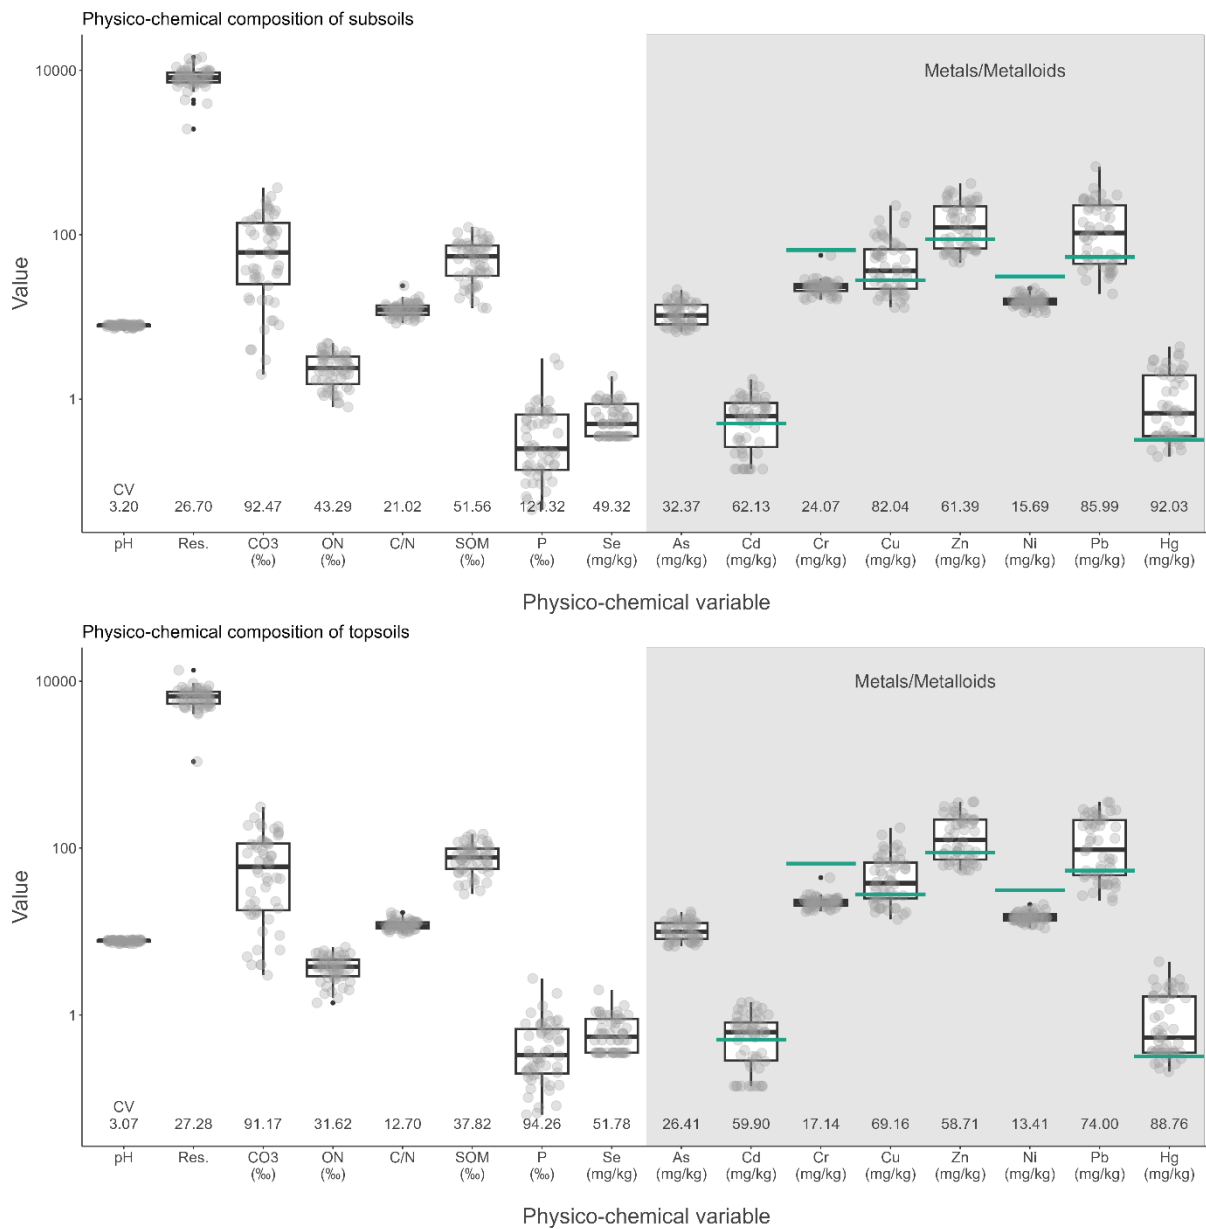 Physico-chemical composition of subsoils
Metals/Metalloids
10000
100
1
Value
CV
3.20 26.70 92.47 43.29 21.02 51.56 121.32 49.32 32.37 62.13 24.07 82.04 61.39 15.69 85.99 92.03
pH Res. CO3 ON C/N SOM P Se As Cd Cr Cu Zn Ni Pb Hg
(‰) (‰) (‰) (‰) (mg/kg) (mg/kg) (mg/kg) (mg/kg) (mg/kg) (mg/kg) (mg/kg) (mg/kg) (mg/kg)
Physico-chemical variable
Physico-chemical composition of topsoils
Metals/Metalloids
10000
100
1
Value
CV
3.07 27.28 91.17 31.62 12.70 37.82 94.26 51.78 26.41 59.90 17.14 69.16 58.71 13.41 74.00 88.76
pH Res. CO3 ON C/N SOM P Se As Cd Cr Cu Zn Ni Pb Hg
(‰) (‰) (‰) (‰) (mg/kg) (mg/kg) (mg/kg) (mg/kg) (mg/kg) (mg/kg) (mg/kg) (mg/kg) (mg/kg)
Physico-chemical variable